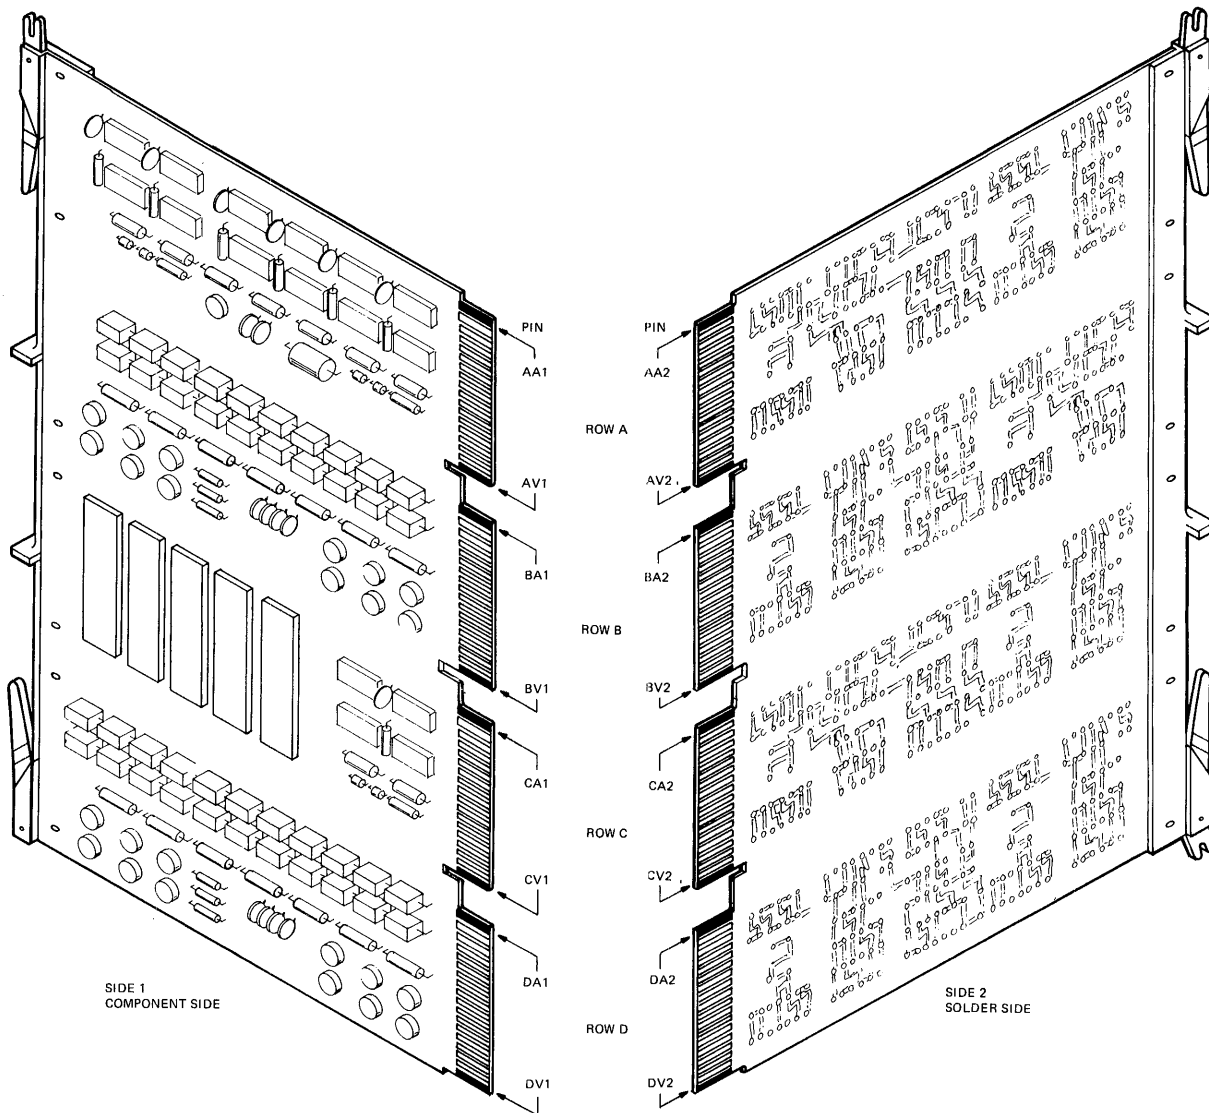 PIN
PIN
AA1
AA2
ROW A
AV1
AV2
BA1
BA2
ROW B
BV1
BV2
CA1
CA2
ROW C
CV1
CV2
DA1
DA2
SIDE 1
COMPONENT SIDE
SIDE 2
SOLDER SIDE
ROW D
DV1
DV2